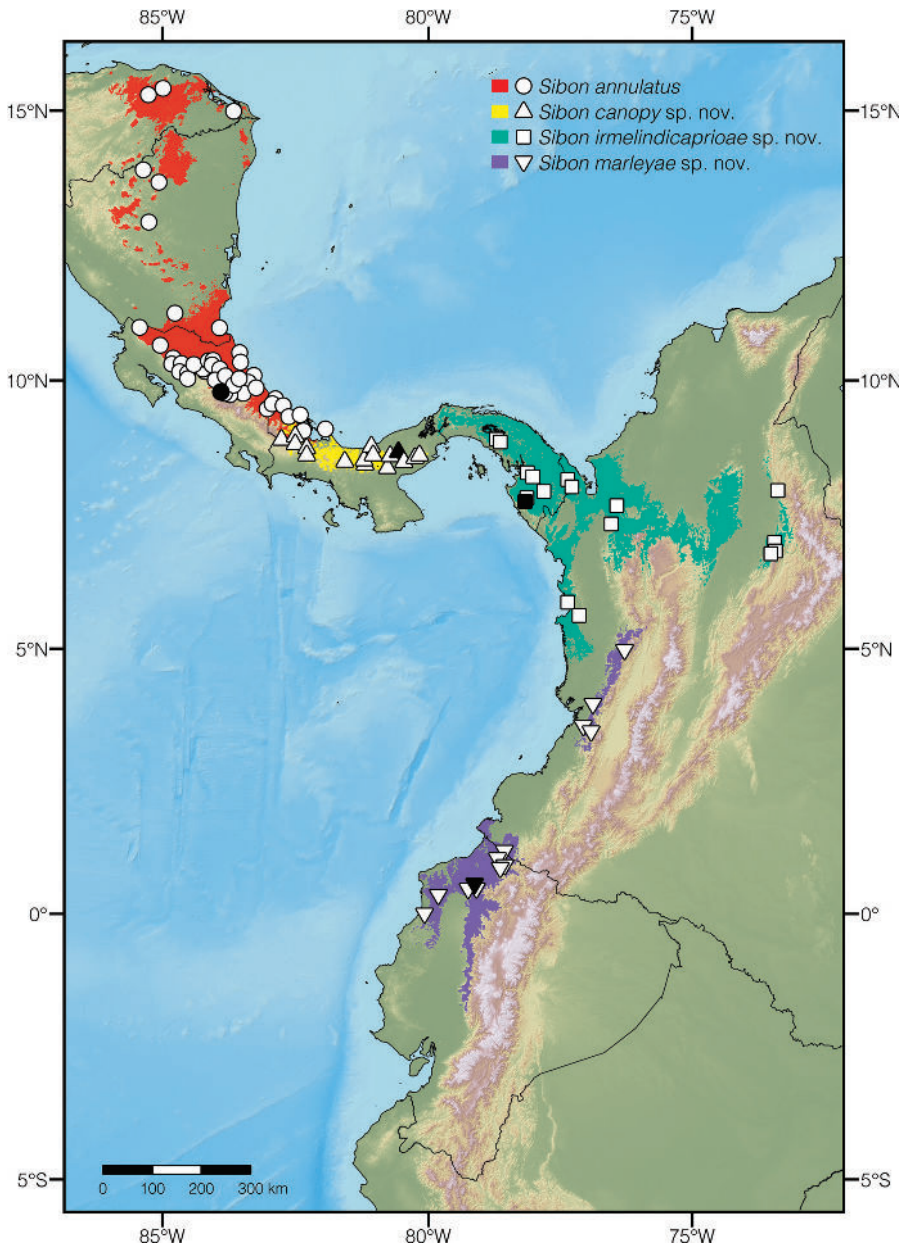 85°W 80°W 75°W
Sibon annulatus
Sibon canopy sp. nov.
Sibon irmelindicaprioae sp. nov.
Sibon marleyae sp. nov.
15°N 15°N
10°N 10°N
5°N 5°N
0° 0°
5°S 5°S
0 100 200 300 km
85°W 80°W 75°W